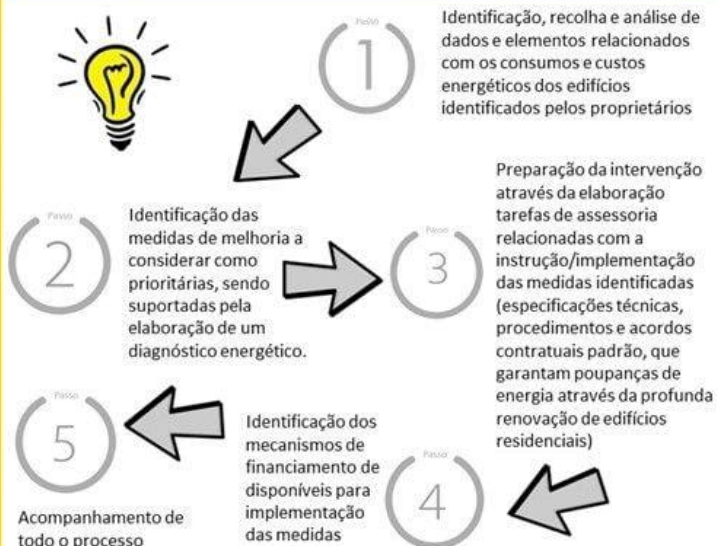 Passo
1
Identificação, recolha e análise de
dados e elementos relacionados
com os consumos e custos
energéticos dos edifícios
identificados pelos proprietários
Passo
2
Identificação das
medidas de melhoria a
considerar como
prioritárias, sendo
suportadas pela
elaboração de um
diagnóstico energético.
Passo
3
Preparação da intervenção
através da elaboração
tarefas de assessoria
relacionadas com a
instrução/implementação
das medidas identificadas
(especificações técnicas,
procedimentos e acordos
contratuais padrão, que
garantam poupanças de
energia através da profunda
renovação de edifícios
residenciais)
Passo
4
Identificação dos
mecanismos de
financiamento de
disponíveis para
implementação
das medidas
Passo
5
Acompanhamento de
todo o processo